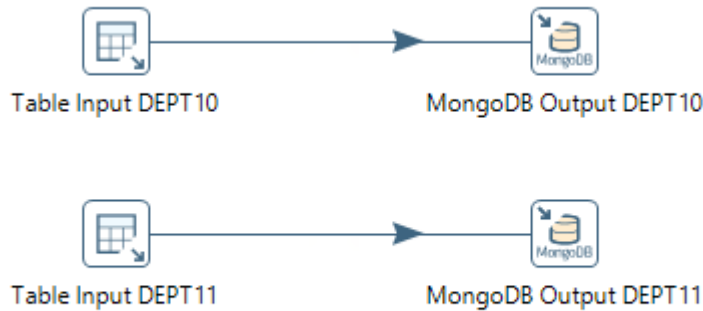 MongoDB
Table Input DEPT10
MongoDB Output DEPT10
MongoDB
Table Input DEPT11
MongoDB Output DEPT11